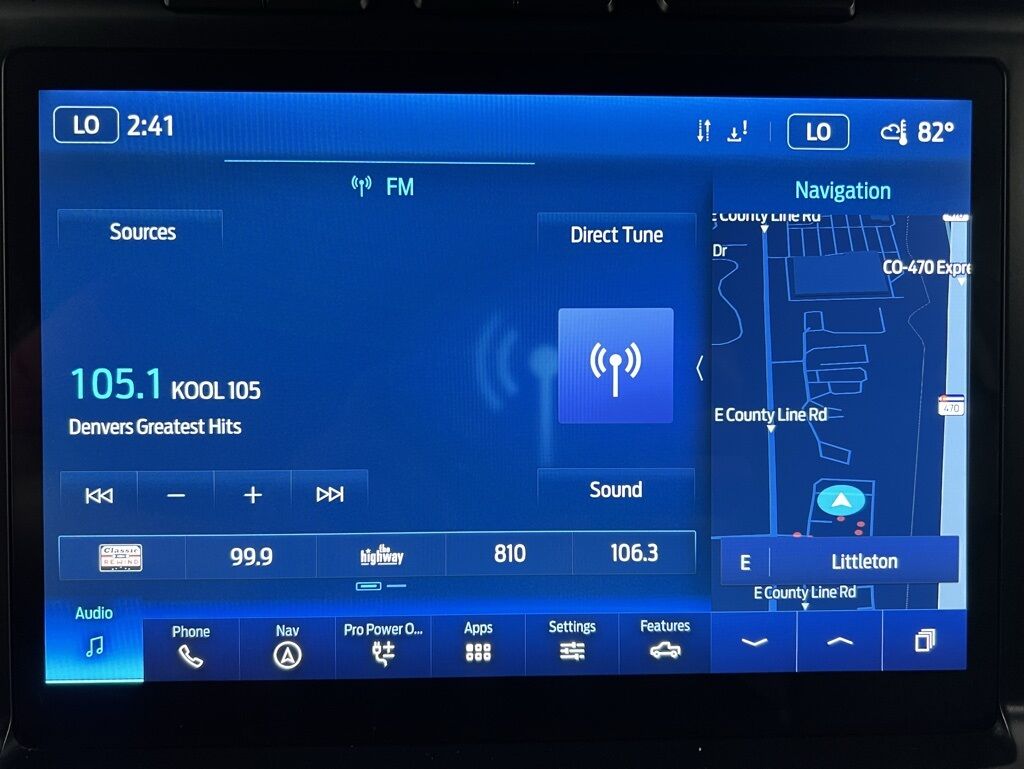 LO 2:41 LO 82°
FM
Navigation
Sources
Direct Tune
E County Line Rd
Dr
CO-470 Expre
105.1 KOOL 105
Denvers Greatest Hits
470
E County Line Rd
Sound
Classic
REWIND
99.9
the
highway
810
106.3
E Littleton
E County Line Rd
Audio
Phone
Nav
Pro Power O...
Apps
Settings
Features